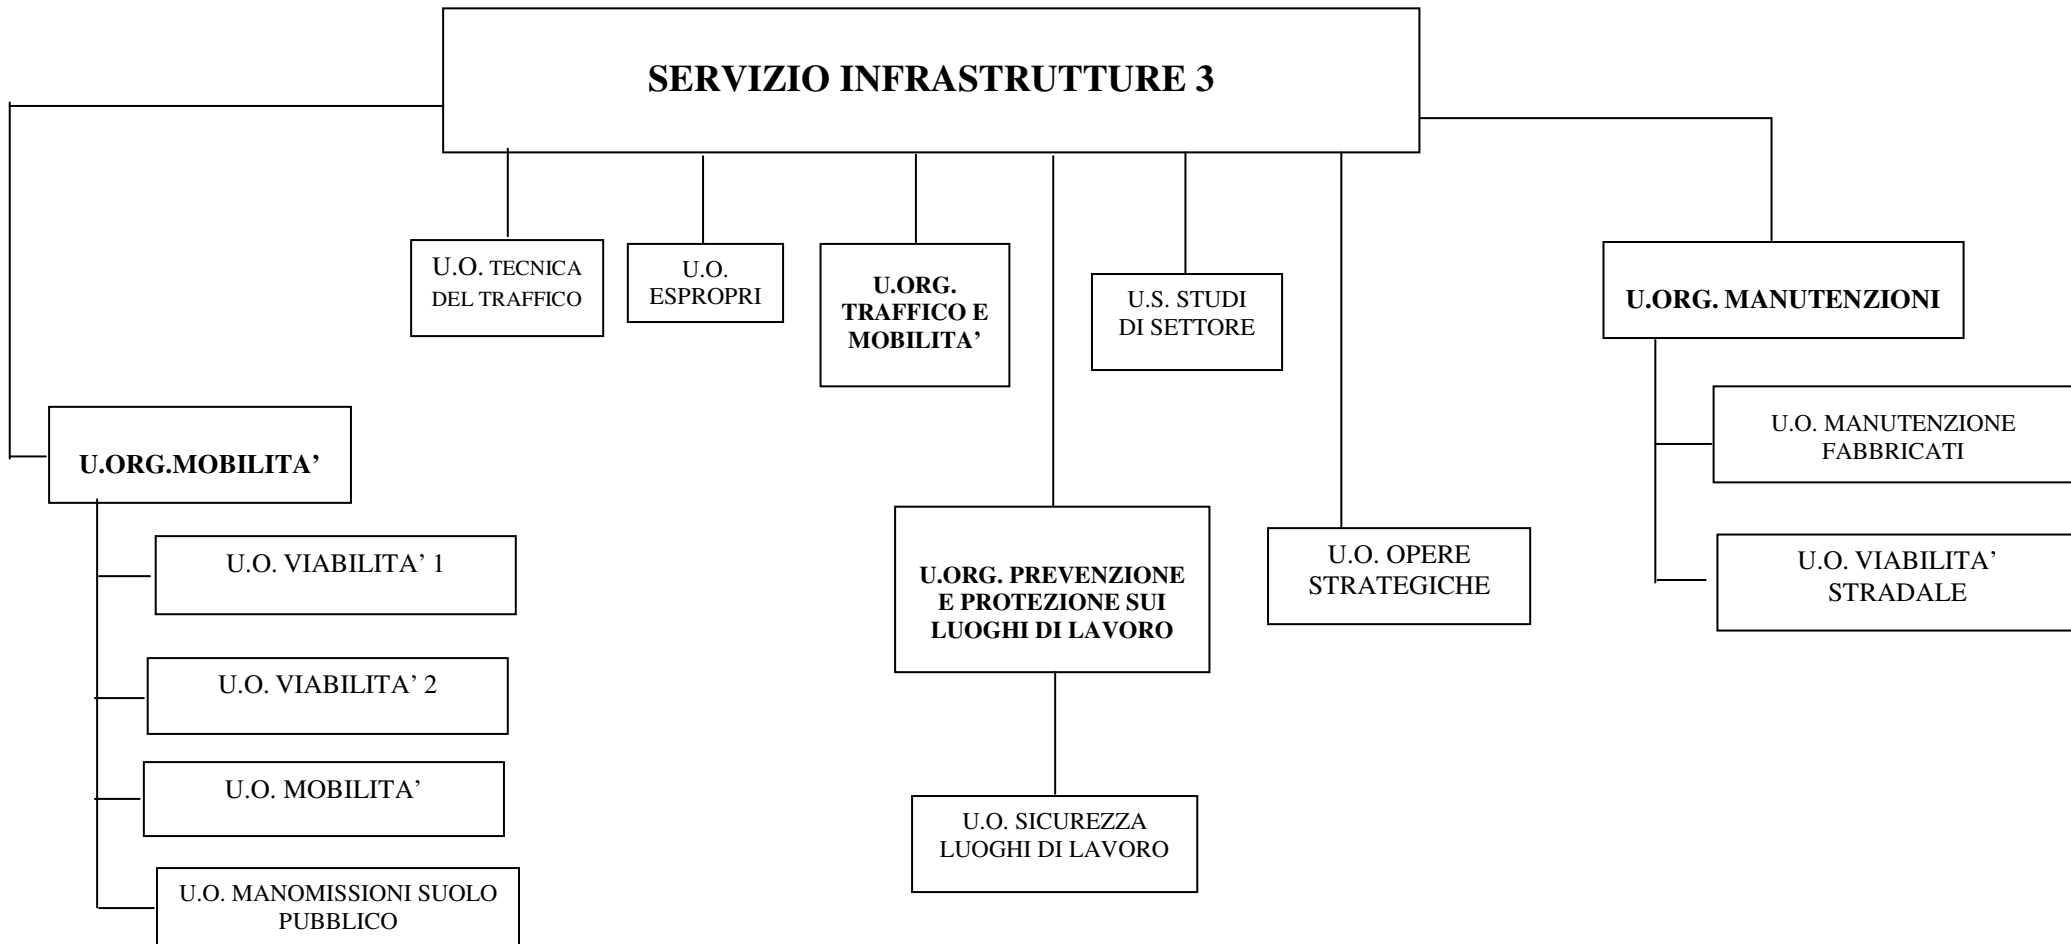 SERVIZIO INFRASTRUTTURE 3
U.O. TECNICA
DEL TRAFFICO
U.O.
ESPROPRI
U.ORG.
TRAFFICO E
MOBILITA’
U.S. STUDI
DI SETTORE
U.ORG. MANUTENZIONI
U.O. MANUTENZIONE
FABBRICATI
U.O. VIABILITA’
STRADALE
U.ORG.MOBILITA’
U.O. VIABILITA’ 1
U.O. VIABILITA’ 2
U.O. MOBILITA’
U.O. MANOMISSIONI SUOLO
PUBBLICO
U.ORG. PREVENZIONE
E PROTEZIONE SUI
LUOGHI DI LAVORO
U.O. OPERE
STRATEGICHE
U.O. SICUREZZA
LUOGHI DI LAVORO